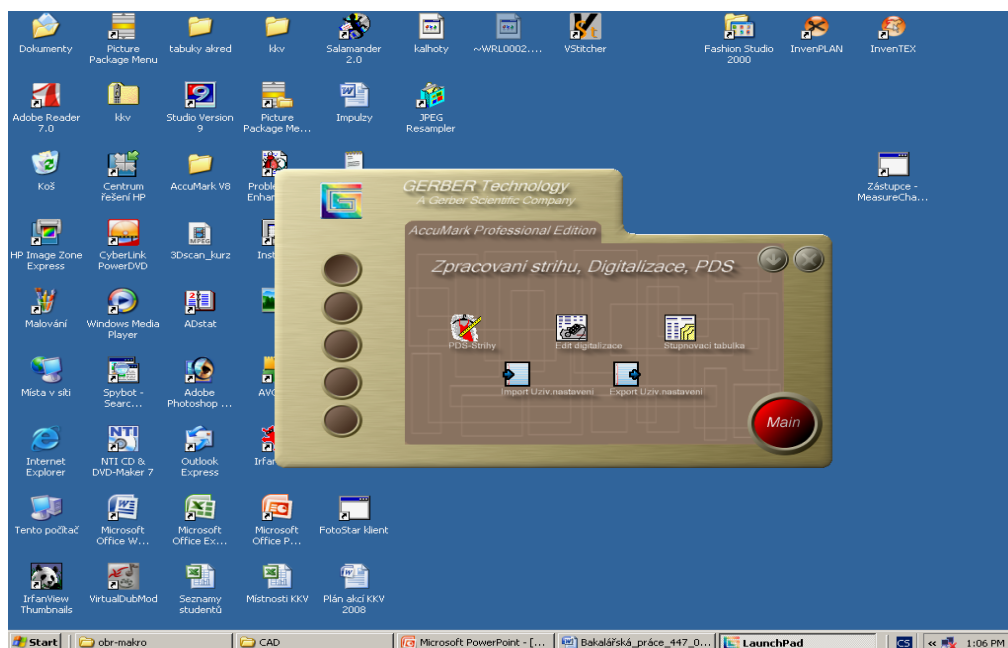 Dokumenty
Picture
Package Menu
tabuky akred
kkv
Salamander
2.0
kalhoty
~WRL0002....
VStitcher
Fashion Studio
2000
InvenPLAN
InvenTEX
Adobe Reader
7.0
kkv
Studio Version
9
Picture
Package Me...
Impulzy
JPEG
Resampler
Koš
Centrum
řešení HP
AccuMark V8
Zástupce -
MeasureCha...
GERBER Technology
A Gerber Scientific Company
AccuMark Professional Edition
Zpracovani strihu, Digitalizace, PDS
PDS-Strihy
Edit digitalizace
Stupnovaci tabulka
Import Uziv.nastaveni
Export Uziv.nastaveni
Main
HP Image Zone
Express
CyberLink
PowerDVD
MPEG
3Dscan_kurz
Malování
Windows Media
Player
ADstat
Místa v síti
Spybot -
Searc...
Adobe
Photoshop ...
Internet
Explorer
NTI
NTI CD &
DVD-Maker 7
Outlook
Express
Tento počítač
Microsoft
Office W...
Microsoft
Office Ex...
Microsoft
Office P...
FotoStar klient
IrfanView
Thumbnails
VirtualDubMod
Seznamy
studentů
Místnosti KKV
Plán akcí KKV
2008
Start
obr-makro
CAD
Microsoft PowerPoint - [...
Bakalářská_práce_447_0...
LaunchPad
CS
«
1:06 PM